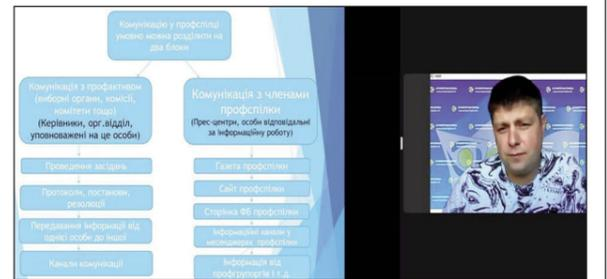 Комунікацію у профспілці
умовно можна розділити на
два блоки
Комунікація з профактивом
(виборні органи, комісії,
комітети тощо)
(Керівники, орг.відділ,
уповноважені на це особи)
Проведення засідань
Протоколи, постанови,
резолюції
Передавання інформації від
однієї особи до іншої
Канали комунікації
Комунікація з членами
профспілки
(Прес-центри, особи відповідальні
за інформаційну роботу)
Газета профспілки
Сайт профспілки
Сторінка ФБ профспілки
Інформаційні канали у
месенджерах профспілки
Інформація від
профгрупоргів і т.д.